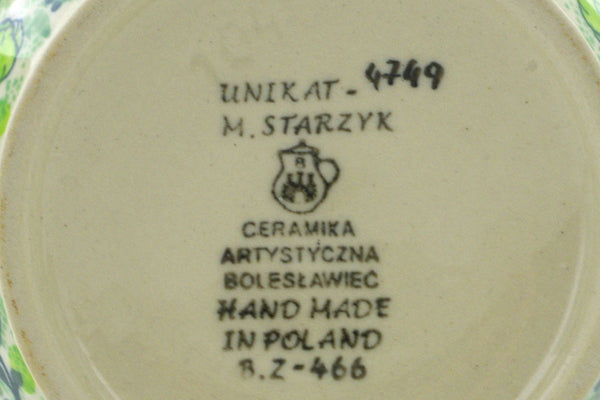 UNIKAT - 4749
M. STARZYK
CERAMIKA
ARTYSTYCZNA
BOLESŁAWIEC
HAND MADE
IN POLAND
B.Z-466